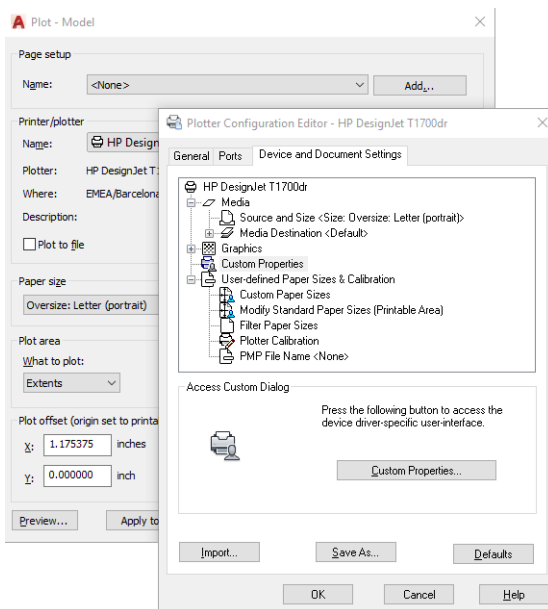 Plot - Model
Page setup
Name:
<None>
Add...
Printer/plotter
Name:
HP Design
Plotter:
HP DesignJet T1
Where:
EMEA/Barcelona
Description:
Plot to file
Paper size
Oversize: Letter (portrait)
Plot area
What to plot:
Extents
Plot offset (origin set to printa
X:
1.175375
inches
Y:
0.000000
inch
Preview...
Apply to
Plotter Configuration Editor - HP DesignJet T1700dr
General
Ports
Device and Document Settings
HP DesignJet T1700dr
Media
Source and Size <Size: Oversize: Letter (portrait)>
Media Destination <Default>
Graphics
Custom Properties
User-defined Paper Sizes & Calibration
Custom Paper Sizes
Modify Standard Paper Sizes (Printable Area)
Filter Paper Sizes
Plotter Calibration
PMP File Name <None>
Access Custom Dialog
Press the following button to access the
device driver-specific user-interface.
Custom Properties...
Import...
Save As...
Defaults
OK
Cancel
Help